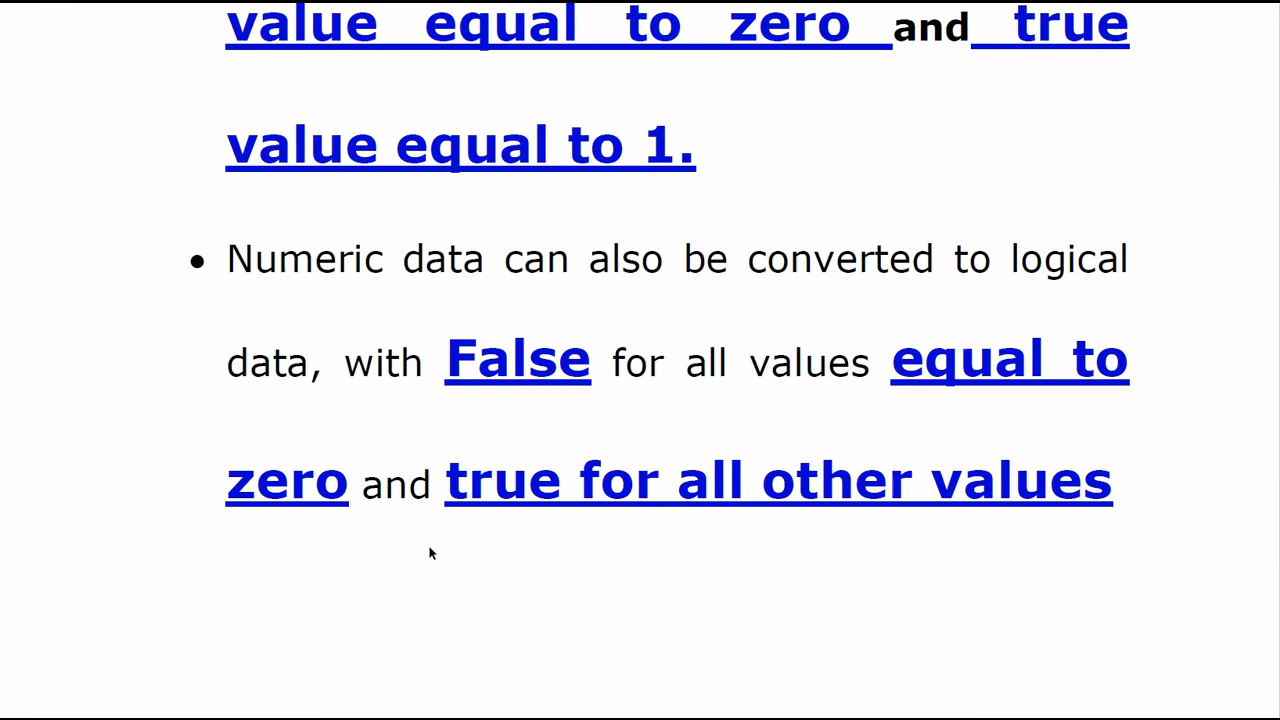 value equal to zero and true
value equal to 1.
• Numeric data can also be converted to logical
data, with False for all values equal to
zero and true for all other values